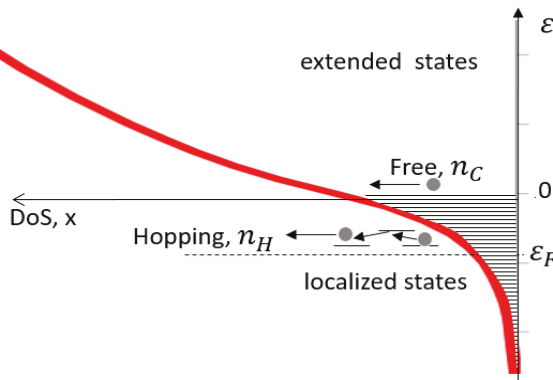 ε
extended states
Free, n_C
0
DoS, x
Hopping, n_H
ε_F
localized states